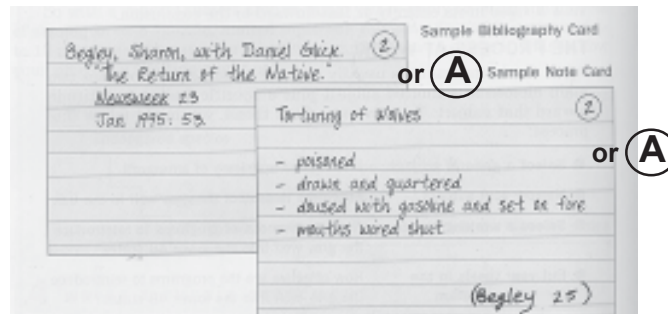 Sample Bibliography Card
Begley, Sharon, with Daniel Glick. 2
"The Return of the Native."
Newsweek 23
Jan. 1995: 53.
or A
Sample Note Card
Torturing of Wolves 2
- poisoned
- drawn and quartered
- doused with gasoline and set on fire
- mouths wired shut
(Begley 25)
or A